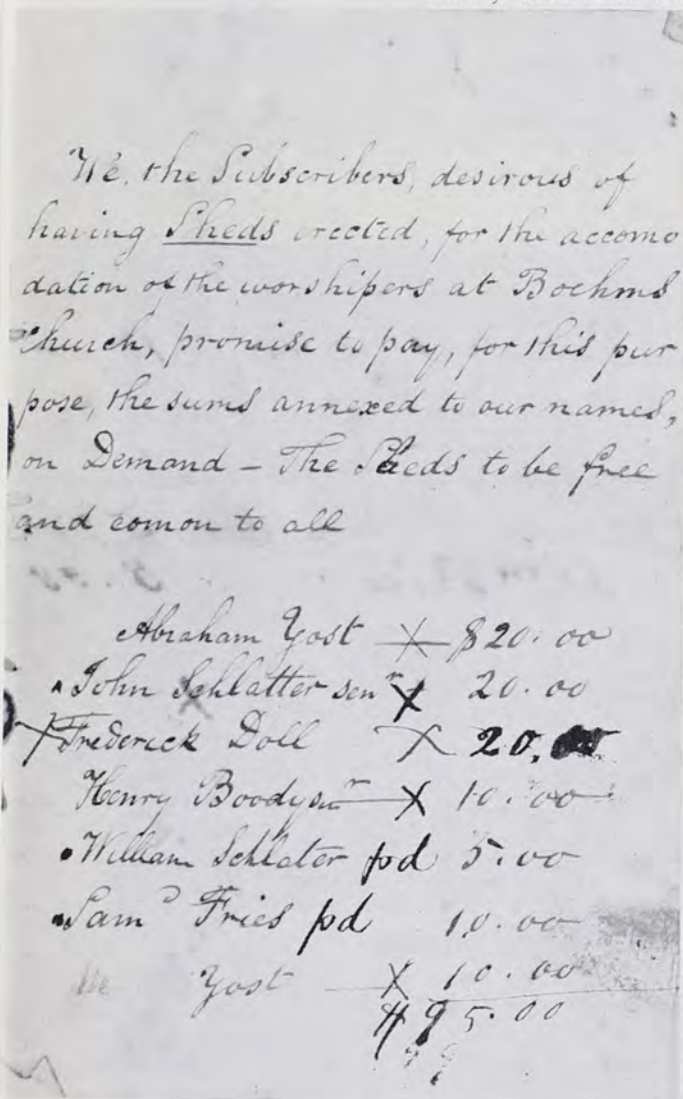 We, the Subscribers, desirous of
having Sheds erected, for the accomo
dation of the worshipers at Boehms
Church, promise to pay, for this pur
pose, the sums annexed to our names,
on Demand - The Sheds to be free
and comon to all
Abraham Yost X $20.00
John Schlatter senr X 20.00
X Frederick Doll X 20.
Henry Boody senr X 10.00
William Schlater pd 5.00
Saml Fries pd 10.00
Yost X 10.00
$95.00